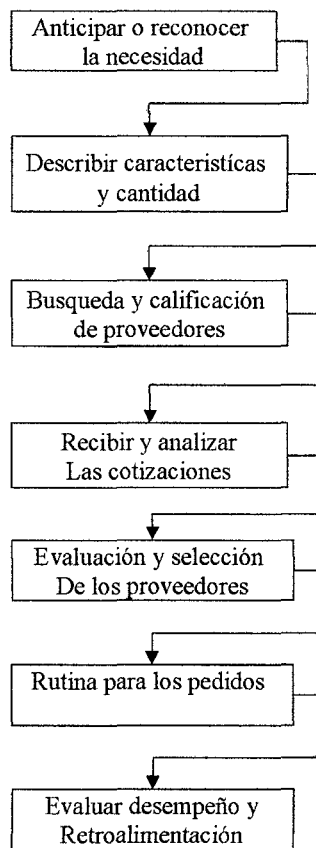 Anticipar o reconocer
la necesidad
Describir caracteristícas
y cantidad
Busqueda y calificación
de proveedores
Recibir y analizar
Las cotizaciones
Evaluación y selección
De los proveedores
Rutina para los pedidos
Evaluar desempeño y
Retroalimentación